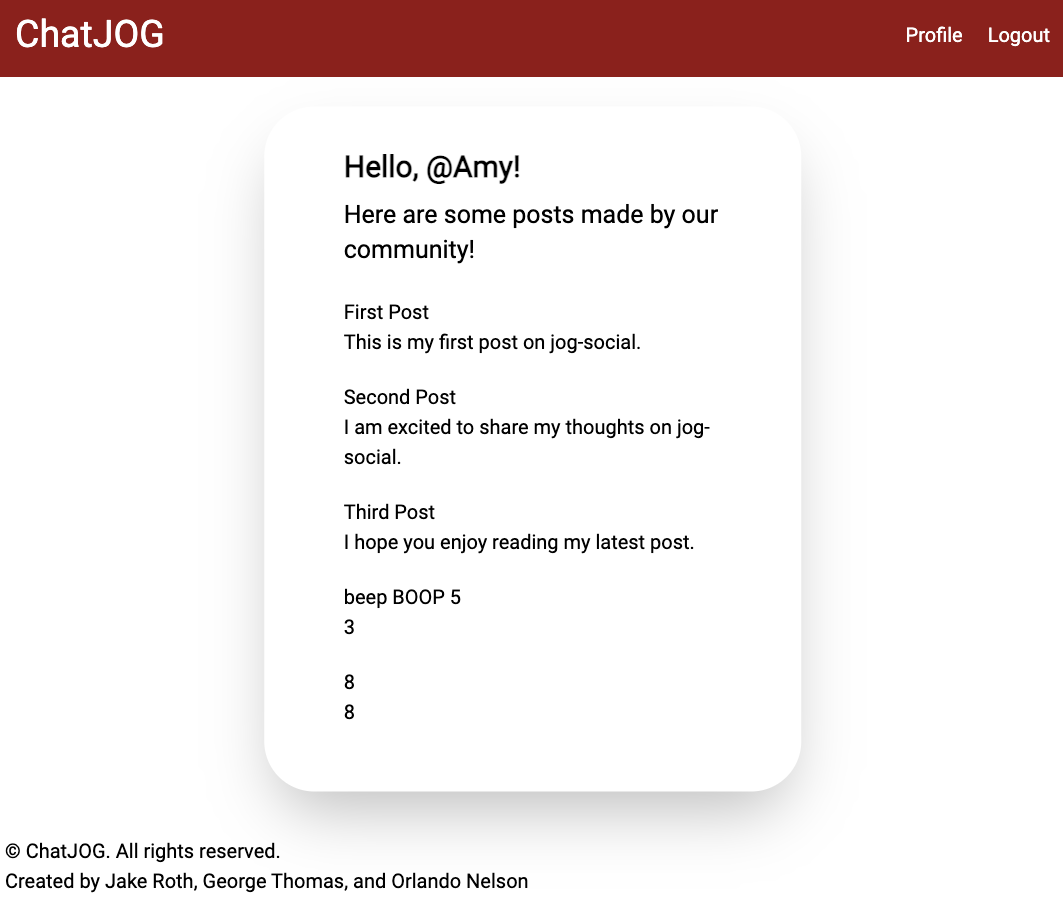 ChatJOG
Profile Logout
Hello, @Amy!
Here are some posts made by our
community!
First Post
This is my first post on jog-social.
Second Post
I am excited to share my thoughts on jog-
social.
Third Post
I hope you enjoy reading my latest post.
beep BOOP 5
3
8
8
© ChatJOG. All rights reserved.
Created by Jake Roth, George Thomas, and Orlando Nelson